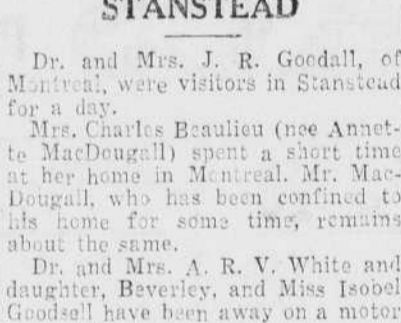 STANSTEAD
Dr. and Mrs. J. R. Goodall, of
Montreal, were visitors in Stanstead
for a day.
Mrs. Charles Beaulieu (nee Annet-
te MacDougall) spent a short time
at her home in Montreal. Mr. Mac-
Dougall, who has been confined to
his home for some time, remains
about the same.
Dr. and Mrs. A. R. V. White and
daughter, Beverley, and Miss Isobel
Goodsell have been away on a motor